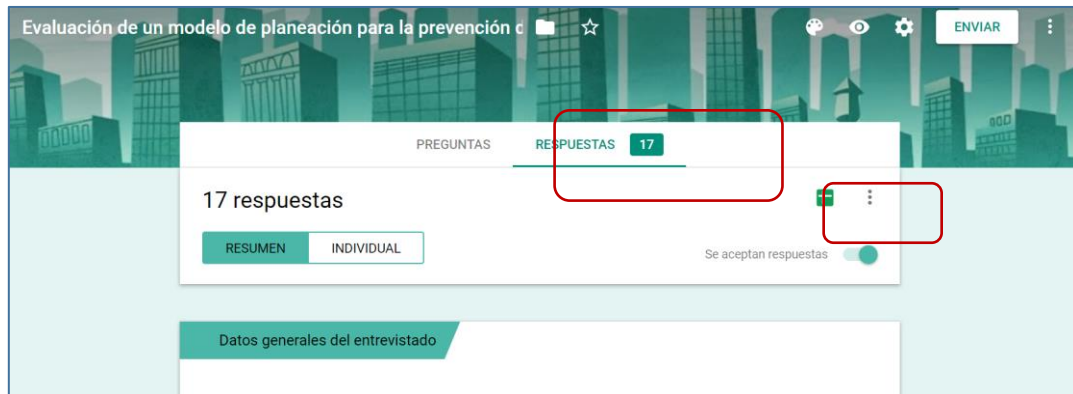 Evaluación de un modelo de planeación para la prevención d
ENVIAR
PREGUNTAS RESPUESTAS 17
17 respuestas
RESUMEN INDIVIDUAL
Se aceptan respuestas
Datos generales del entrevistado